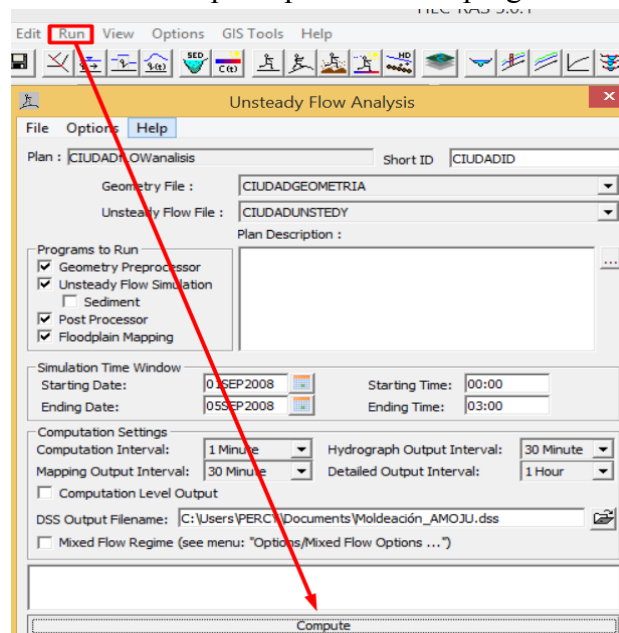 HEC-RAS 5.0.1
Edit Run View Options GIS Tools Help
Unsteady Flow Analysis
File Options Help
Plan : CIUDADFLOWanalisis Short ID CIUDADID
Geometry File : CIUDADGEOMETRIA
Unsteady Flow File : CIUDADUNSTEDY
Plan Description :
Programs to Run
Geometry Preprocessor
Unsteady Flow Simulation
Sediment
Post Processor
Floodplain Mapping
Simulation Time Window
Starting Date: 01SEP2008 Starting Time: 00:00
Ending Date: 05SEP2008 Ending Time: 03:00
Computation Settings
Computation Interval: 1 Minute Hydrograph Output Interval: 30 Minute
Mapping Output Interval: 30 Minute Detailed Output Interval: 1 Hour
Computation Level Output
DSS Output Filename: C:\Users\PERCY\Documents\Moldeación_AMOJU.dss
Mixed Flow Regime (see menu: "Options/Mixed Flow Options ...")
Compute